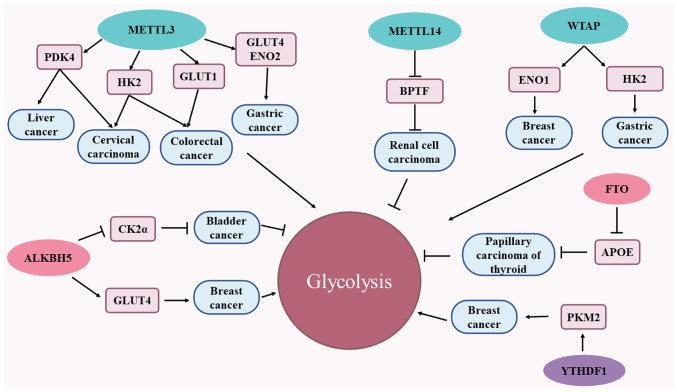 METTL3
PDK4
HK2
GLUT1
GLUT4
ENO2
Liver
cancer
Cervical
carcinoma
Colorectal
cancer
Gastric
cancer
METTL14
BPTF
Renal cell
carcinoma
WTAP
ENO1
HK2
Breast
cancer
Gastric
cancer
ALKBH5
CK2α
Bladder
cancer
GLUT4
Breast
cancer
Glycolysis
FTO
APOE
Papillary
carcinoma of
thyroid
Breast
cancer
PKM2
YTHDF1